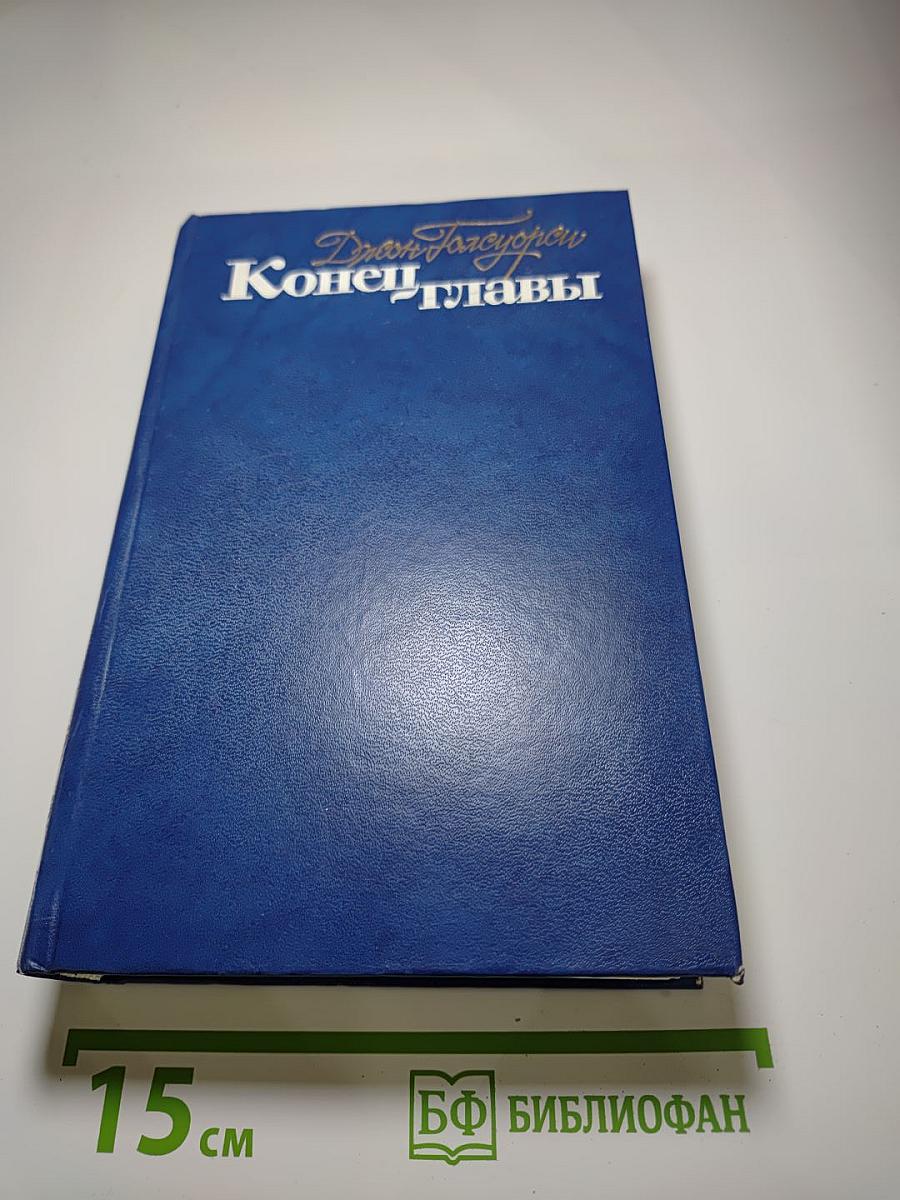 Джон Голсуорси
Конец
главы
15 см
БФ БИБЛИОФАН